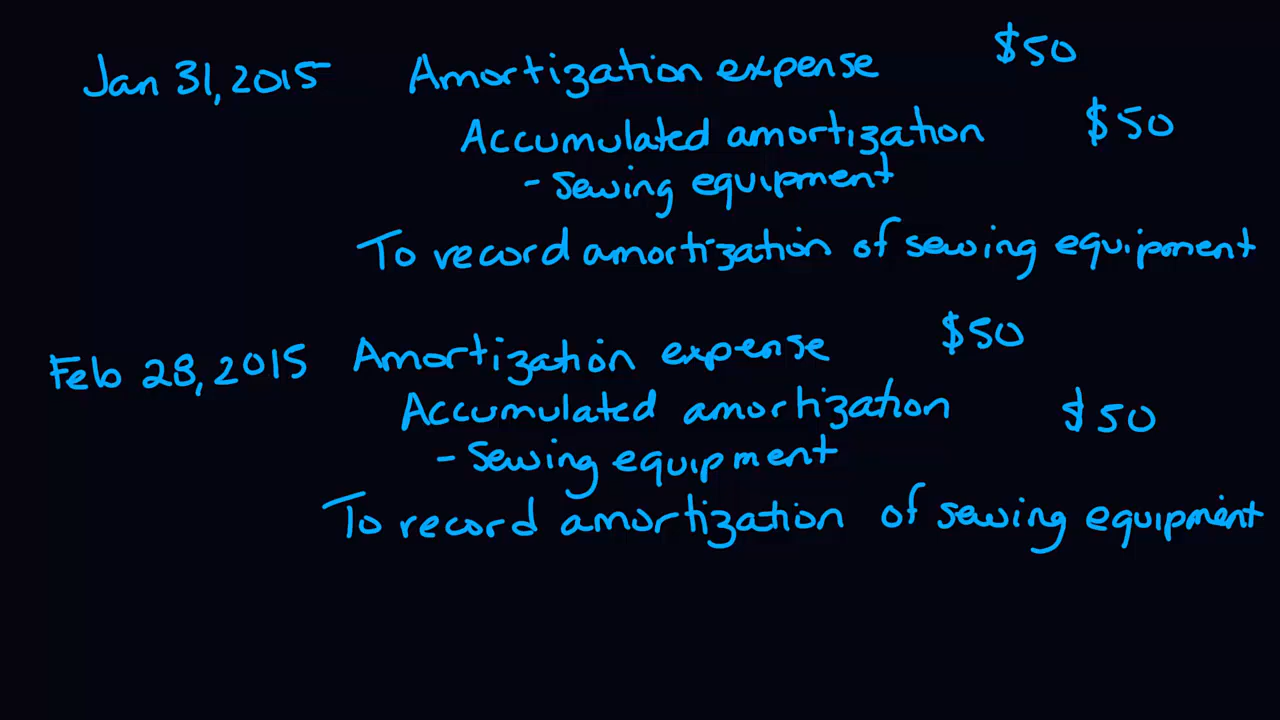 Jan 31, 2015 Amortization expense $50
Accumulated amortization $50
- Sewing equipment
To record amortization of sewing equipment
Feb 28, 2015 Amortization expense $50
Accumulated amortization $50
- Sewing equipment
To record amortization of sewing equipment